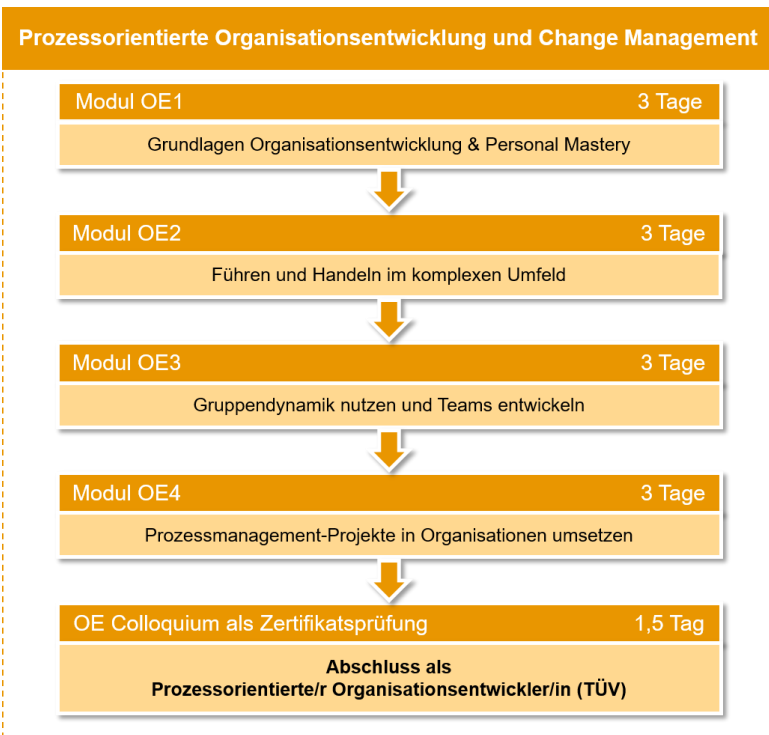 Prozessorientierte Organisationsentwicklung und Change Management
Modul OE1 3 Tage
Grundlagen Organisationsentwicklung & Personal Mastery
Modul OE2 3 Tage
Führen und Handeln im komplexen Umfeld
Modul OE3 3 Tage
Gruppendynamik nutzen und Teams entwickeln
Modul OE4 3 Tage
Prozessmanagement-Projekte in Organisationen umsetzen
OE Colloquium als Zertifikatsprüfung 1,5 Tag
Abschluss als
Prozessorientierte/r Organisationsentwickler/in (TÜV)